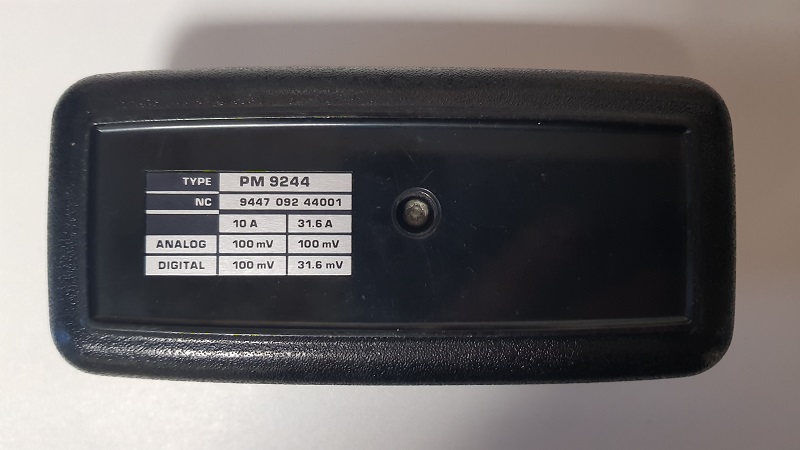 TYPE PM 9244
NC 9447 092 44001
10 A 31.6 A
ANALOG 100 mV 100 mV
DIGITAL 100 mV 31.6 mV